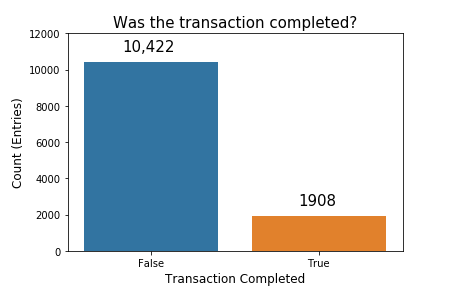 Was the transaction completed?
12000
10,422
10000
8000
6000
4000
1908
2000
0
Count (Entries)
False
True
Transaction Completed